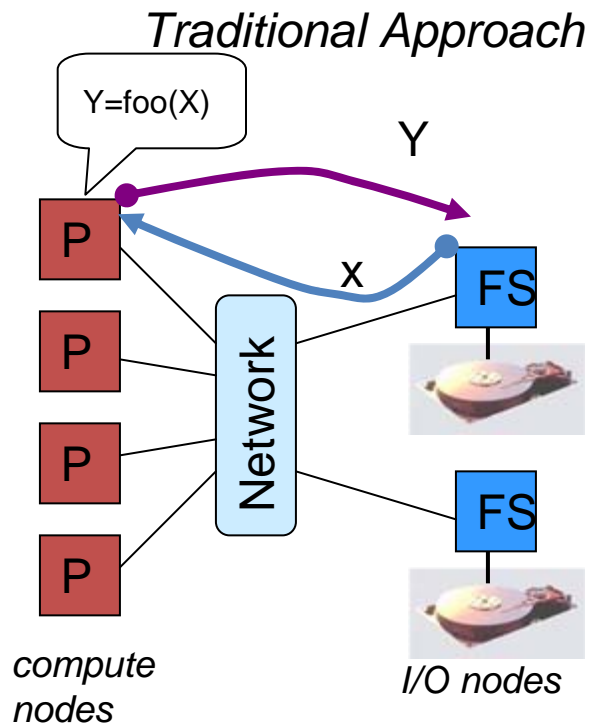 Traditional Approach
Y=foo(X)
Y
P
x
FS
P
Network
P
FS
P
compute
nodes
I/O nodes